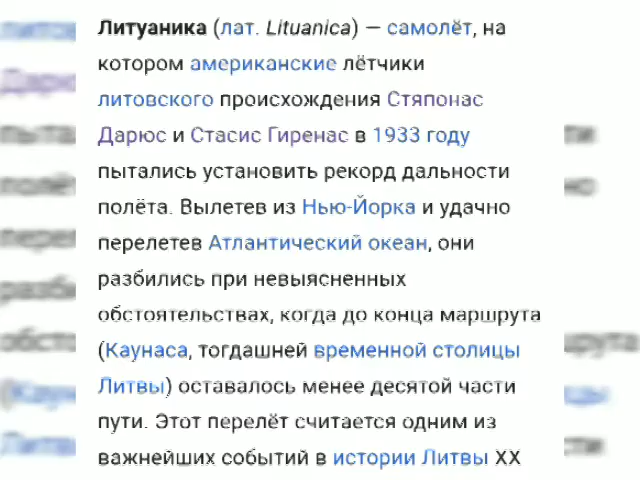 Литуаника (лат. Lituanica) — самолёт, на
котором американские лётчики
литовского происхождения Стяпонас
Дарюс и Стасис Гиренас в 1933 году
пытались установить рекорд дальности
полёта. Вылетев из Нью-Йорка и удачно
перелетев Атлантический океан, они
разбились при невыясненных
обстоятельствах, когда до конца маршрута
(Каунаса, тогдашней временной столицы
Литвы) оставалось менее десятой части
пути. Этот перелёт считается одним из
важнейших событий в истории Литвы XX